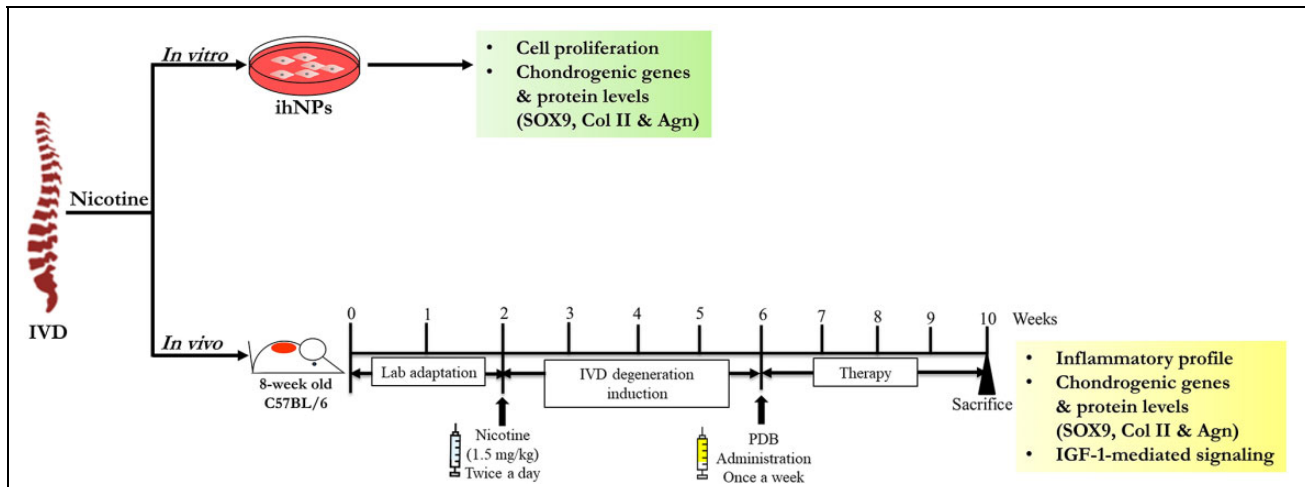 In vitro
ihNPs
• Cell proliferation
• Chondrogenic genes
& protein levels
(SOX9, Col II & Agn)
Nicotine
IVD
In vivo
8-week old
C57BL/6
0 1 2 3 4 5 6 7 8 9 10 Weeks
Lab adaptation
IVD degeneration
induction
Therapy
Sacrifice
Nicotine
(1.5 mg/kg)
Twice a day
PDB
Administration
Once a week
• Inflammatory profile
• Chondrogenic genes
& protein levels
(SOX9, Col II & Agn)
• IGF-1-mediated signaling